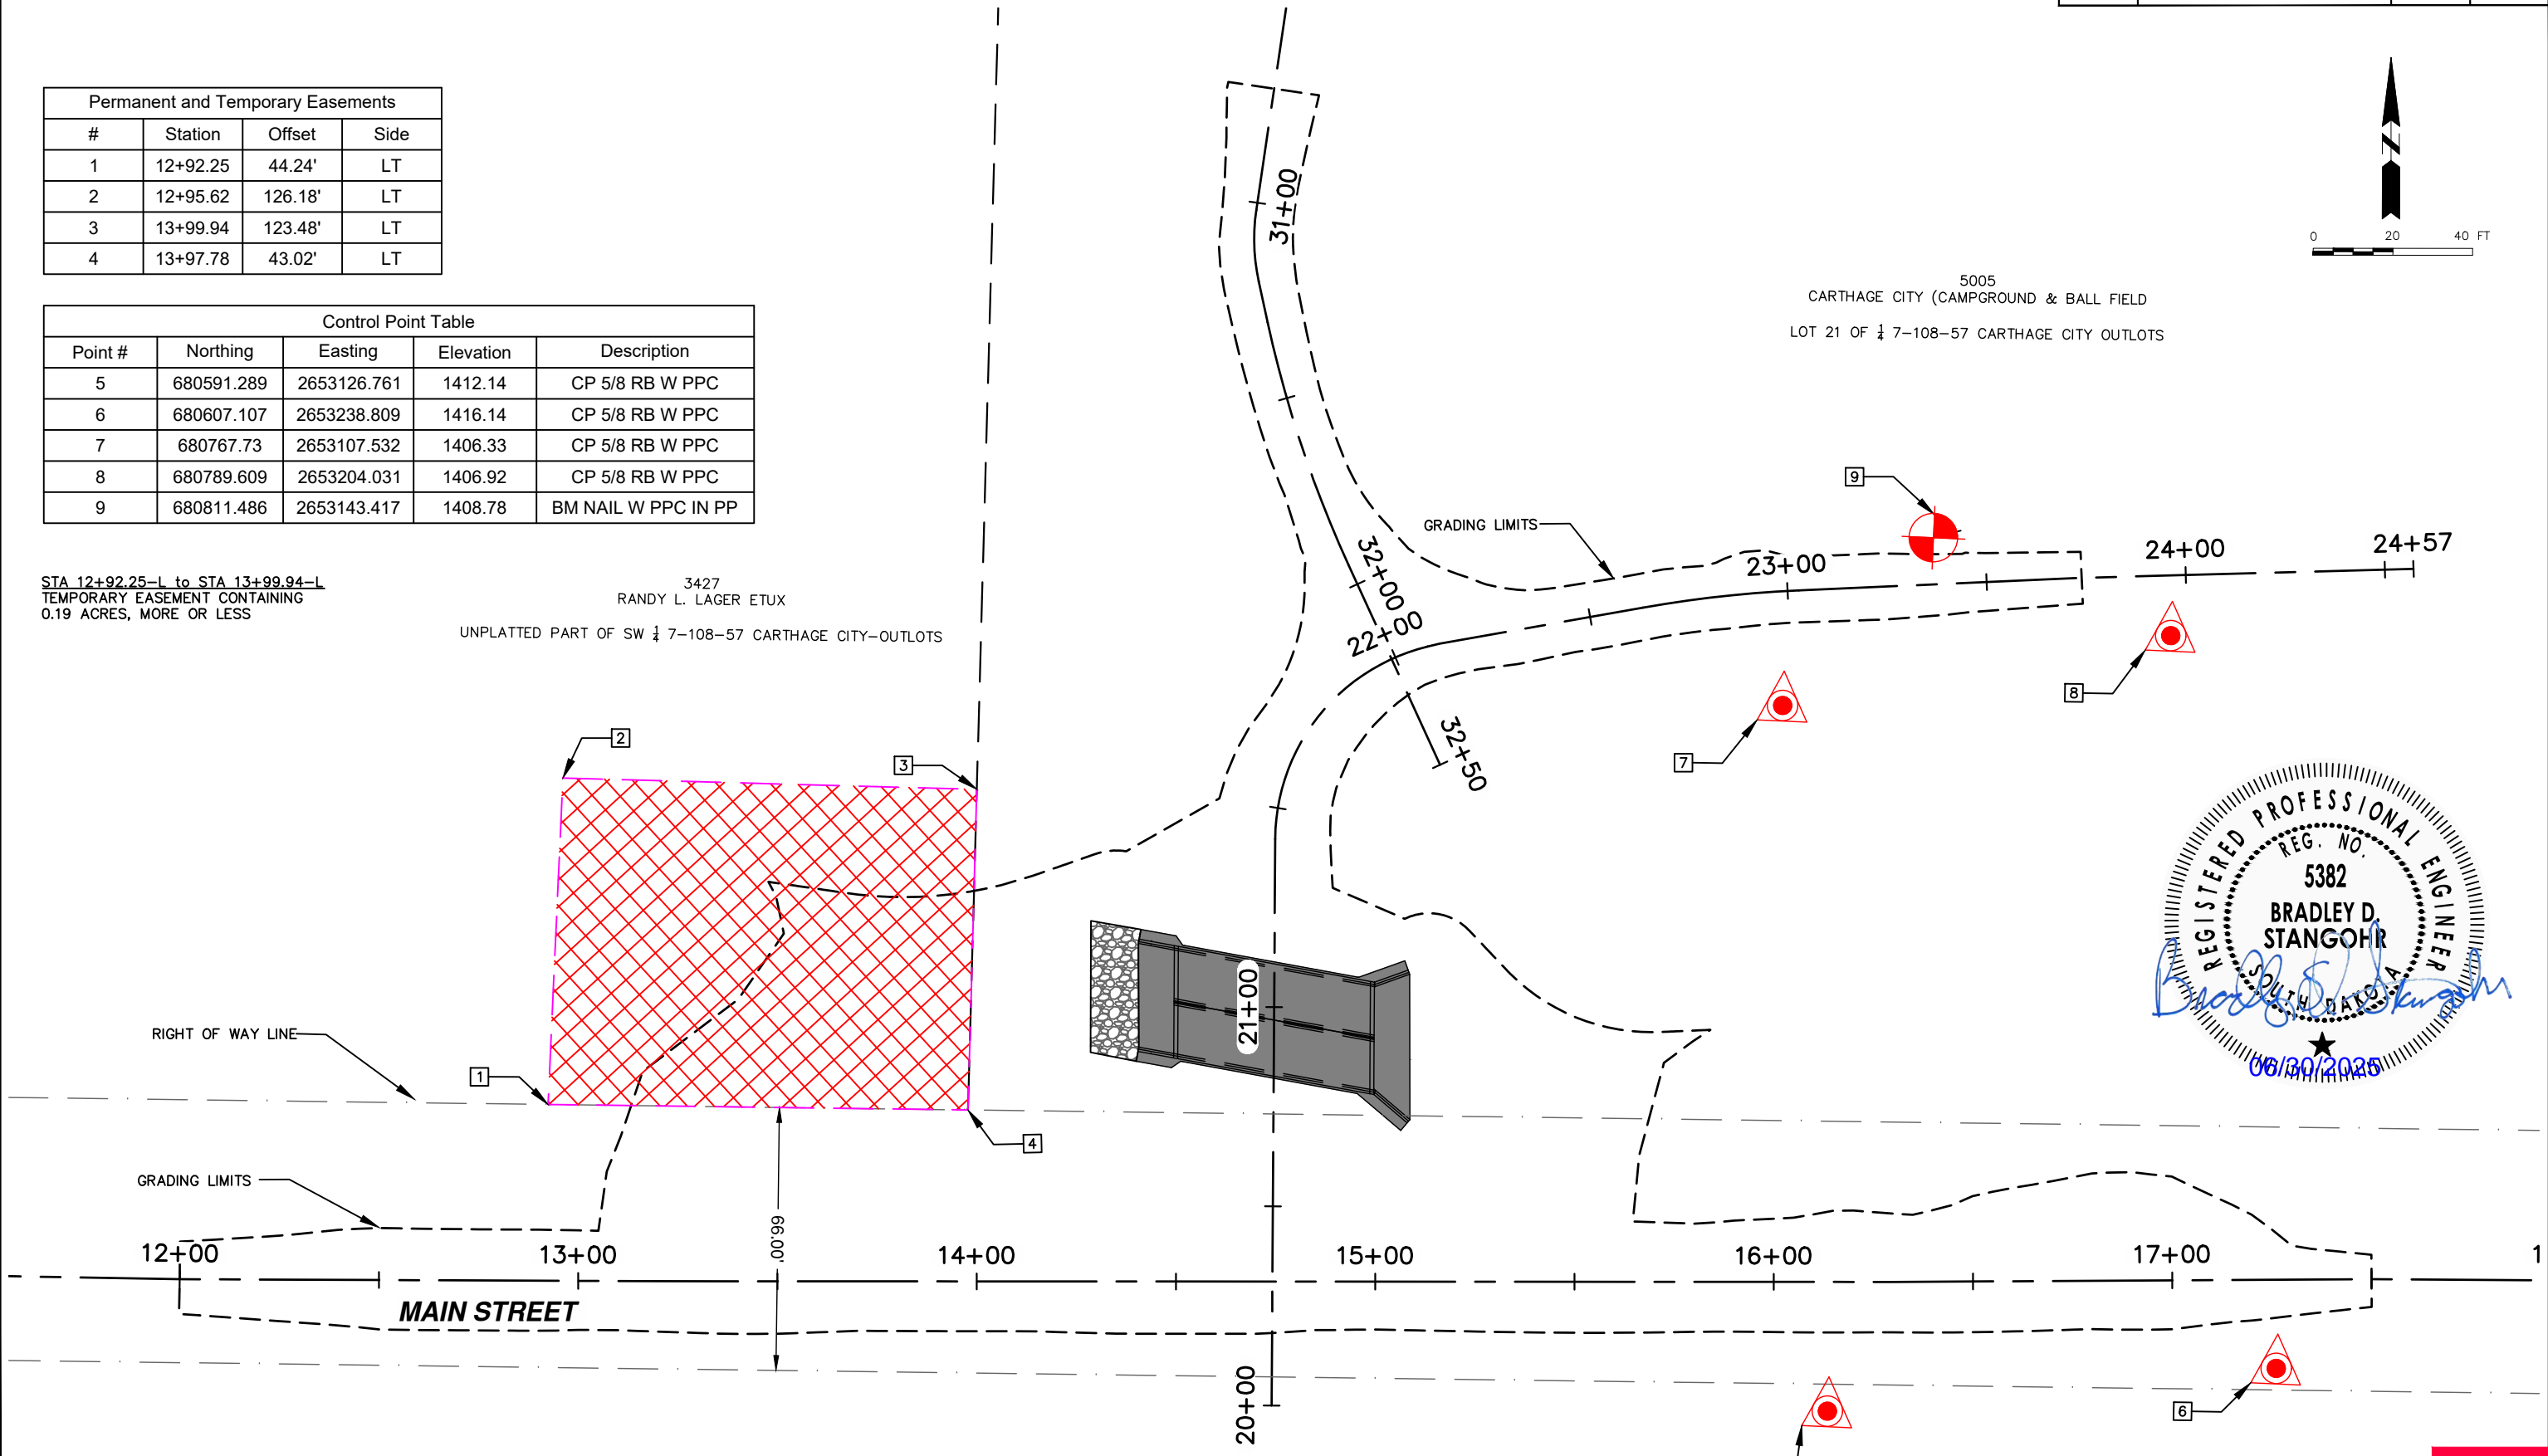 Permanent and Temporary Easements
# Station Offset Side
1 12+92.25 44.24' LT
2 12+95.62 126.18' LT
3 13+99.94 123.48' LT
4 13+97.78 43.02' LT
Control Point Table
Point # Northing Easting Elevation Description
5 680591.289 2653126.761 1412.14 CP 5/8 RB W PPC
6 680607.107 2653238.809 1416.14 CP 5/8 RB W PPC
7 680767.73 2653107.532 1406.33 CP 5/8 RB W PPC
8 680789.609 2653204.031 1406.92 CP 5/8 RB W PPC
9 680811.486 2653143.417 1408.78 BM NAIL W PPC IN PP
STA 12+92.25-L to STA 13+99.94-L
TEMPORARY EASEMENT CONTAINING
0.19 ACRES, MORE OR LESS
3427
RANDY L. LAGER ETUX
UNPLATTED PART OF SW 1/4 7-108-57 CARTHAGE CITY-OUTLOTS
N
0 20 40 FT
5005
CARTHAGE CITY (CAMPGROUND & BALL FIELD
LOT 21 OF 1/4 7-108-57 CARTHAGE CITY OUTLOTS
31+00
32+00
32+50
GRADING LIMITS
22+00
23+00
24+00
24+57
9
8
7
2
3
1
4
6
21+00
20+00
RIGHT OF WAY LINE
GRADING LIMITS
66.00'
12+00
13+00
14+00
15+00
16+00
17+00
1
MAIN STREET
REGISTERED PROFESSIONAL ENGINEER
REG. NO.
5382
BRADLEY D.
STANGOHR
SOUTH DAKOTA
06/30/2025